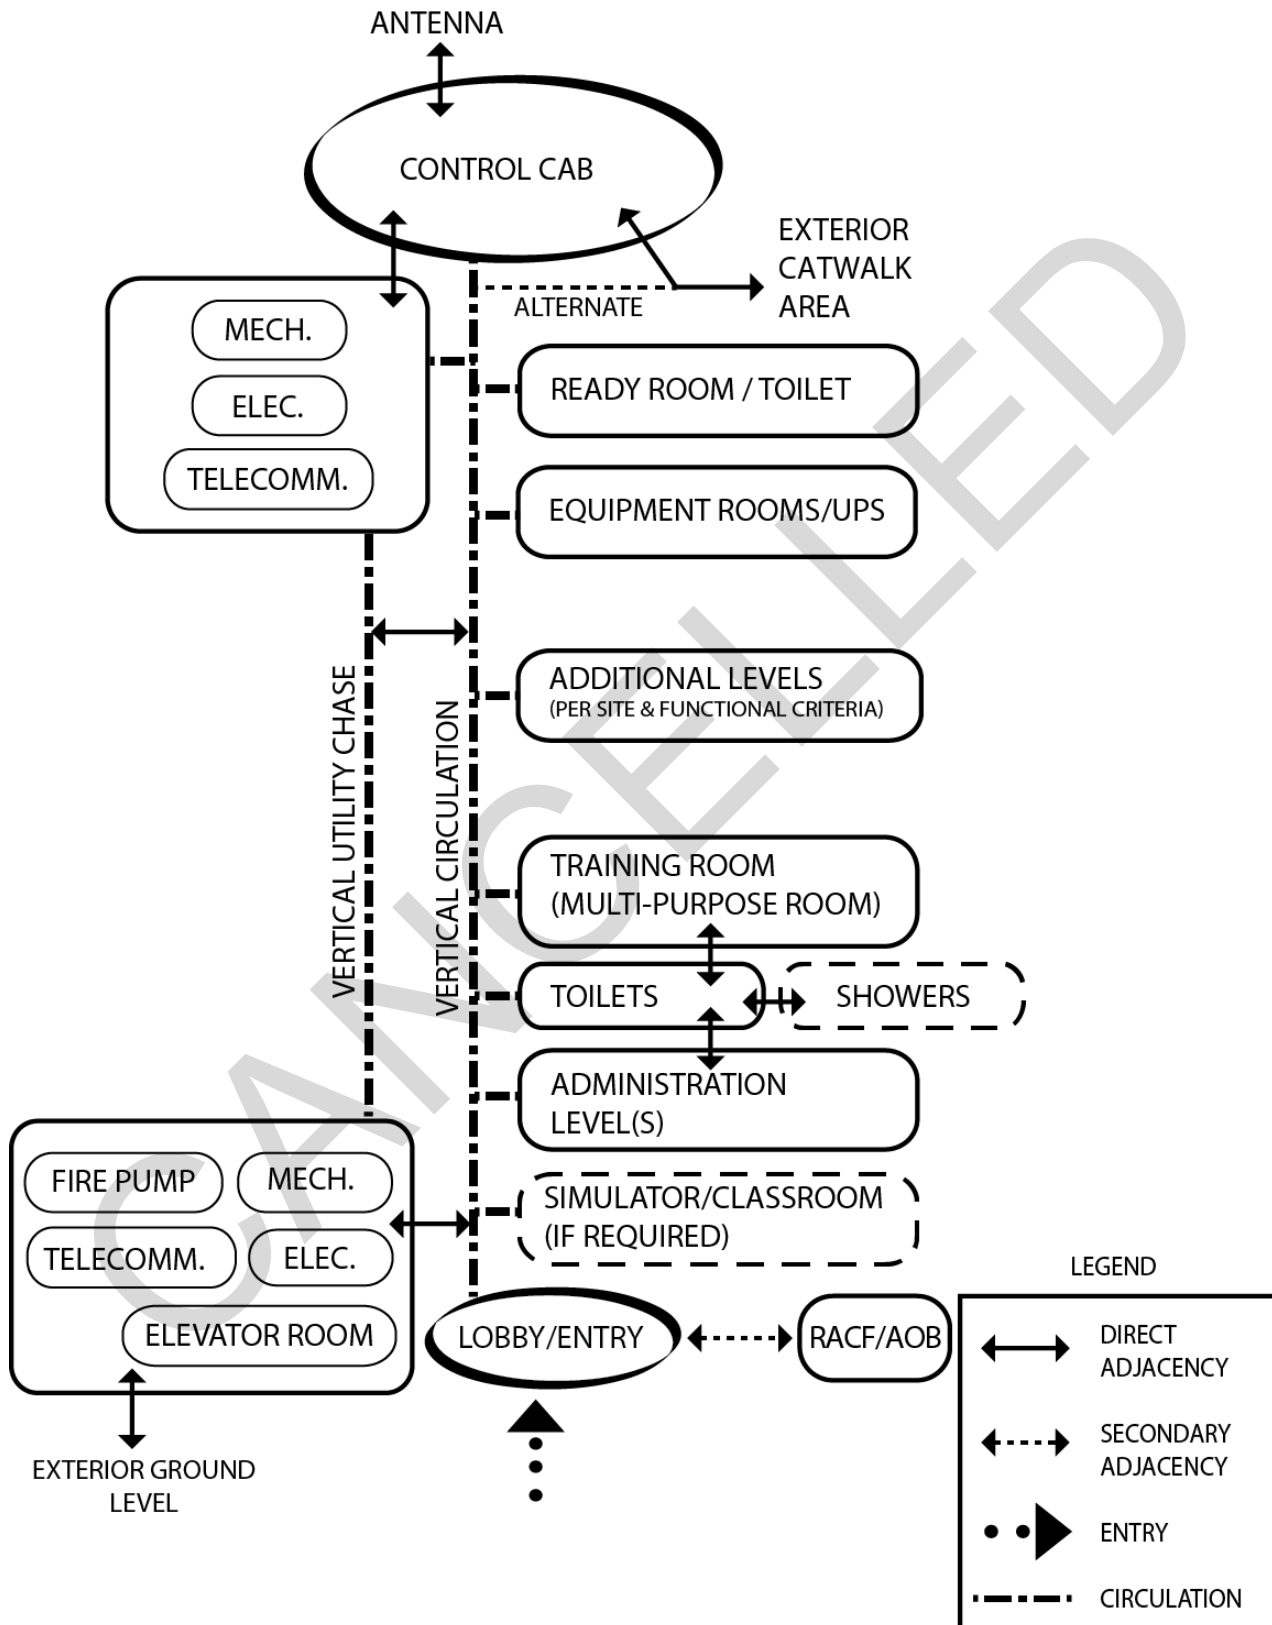 ANTENNA
CONTROL CAB
EXTERIOR
CATWALK
AREA
ALTERNATE
MECH.
ELEC.
TELECOMM.
READY ROOM / TOILET
EQUIPMENT ROOMS/UPS
ADDITIONAL LEVELS
(PER SITE & FUNCTIONAL CRITERIA)
VERTICAL UTILITY CHASE
VERTICAL CIRCULATION
TRAINING ROOM
(MULTI-PURPOSE ROOM)
TOILETS
SHOWERS
ADMINISTRATION
LEVEL(S)
SIMULATOR/CLASSROOM
(IF REQUIRED)
FIRE PUMP
MECH.
TELECOMM.
ELEC.
ELEVATOR ROOM
LOBBY/ENTRY
RACF/AOB
EXTERIOR GROUND
LEVEL
LEGEND
DIRECT
ADJACENCY
SECONDARY
ADJACENCY
ENTRY
CIRCULATION
CANCELLED